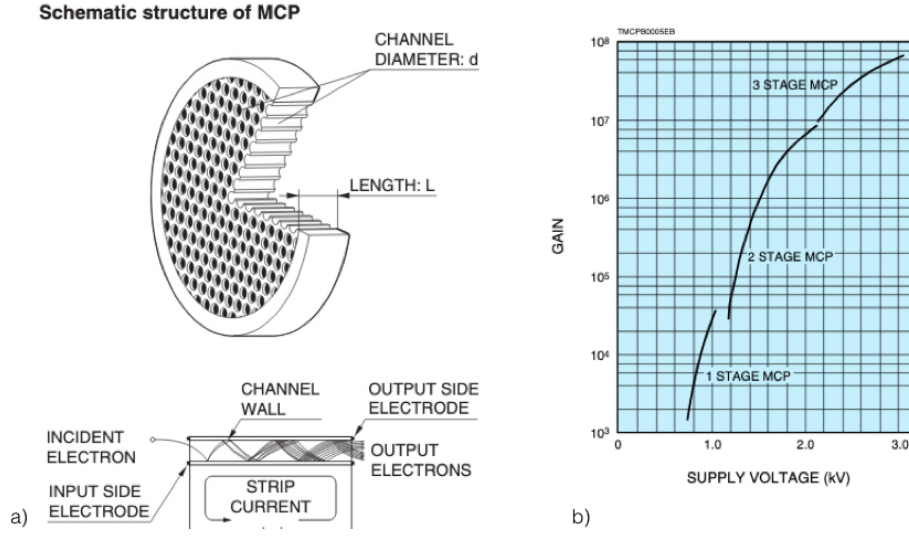 Schematic structure of MCP
CHANNEL
DIAMETER: d
LENGTH: L
CHANNEL
WALL
OUTPUT SIDE
ELECTRODE
INCIDENT
ELECTRON
OUTPUT
ELECTRONS
INPUT SIDE
ELECTRODE
STRIP
CURRENT
a)
TMCPB0005EB
10⁸
10⁷
10⁶
10⁵
10⁴
10³
GAIN
3 STAGE MCP
2 STAGE MCP
1 STAGE MCP
0 1.0 2.0 3.0
SUPPLY VOLTAGE (kV)
b)